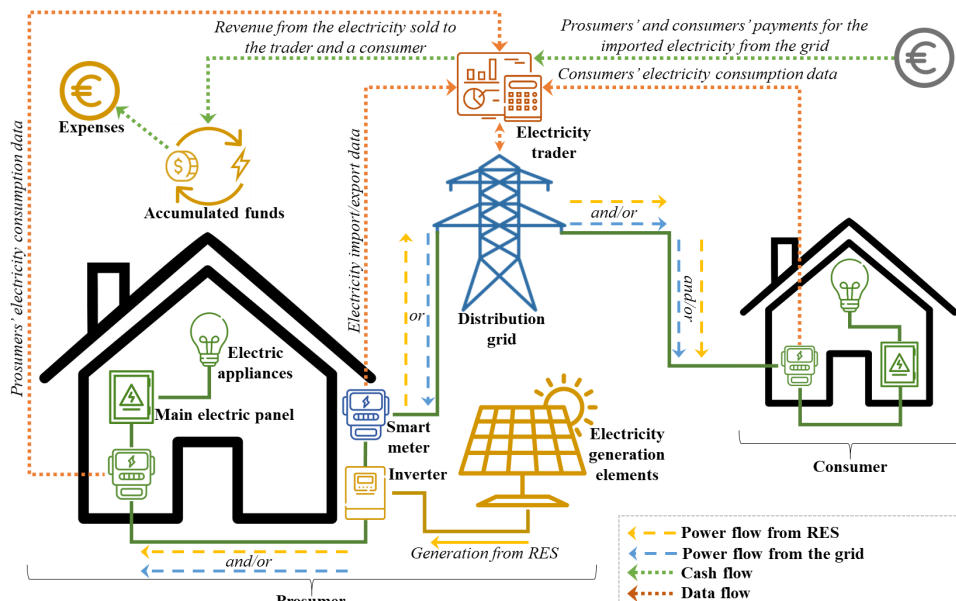 Revenue from the electricity sold to
the trader and a consumer
Prosumers’ and consumers’ payments for
the imported electricity from the grid
Consumers’ electricity consumption data
€
€
Expenses
$
Accumulated funds
Electricity
trader
Prosumers’ electricity consumption data
Electricity import/export data
and/or
or
and/or
Distribution
grid
Electric
appliances
Main electric panel
Smart
meter
Inverter
Electricity
generation
elements
Consumer
Generation from RES
and/or
Prosumer
Power flow from RES
Power flow from the grid
Cash flow
Data flow